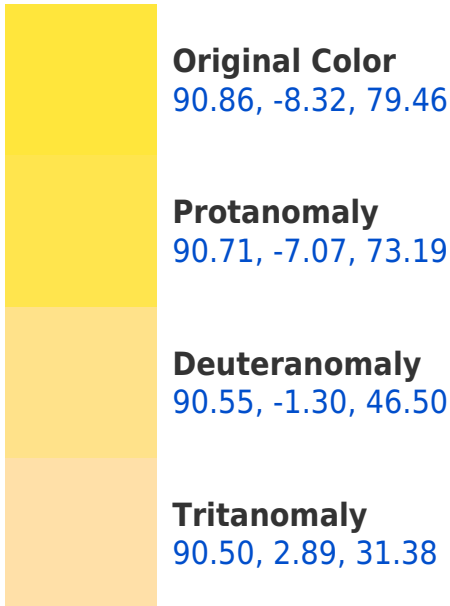 Original Color
90.86, -8.32, 79.46
Protanomaly
90.71, -7.07, 73.19
Deuteranomaly
90.55, -1.30, 46.50
Tritanomaly
90.50, 2.89, 31.38